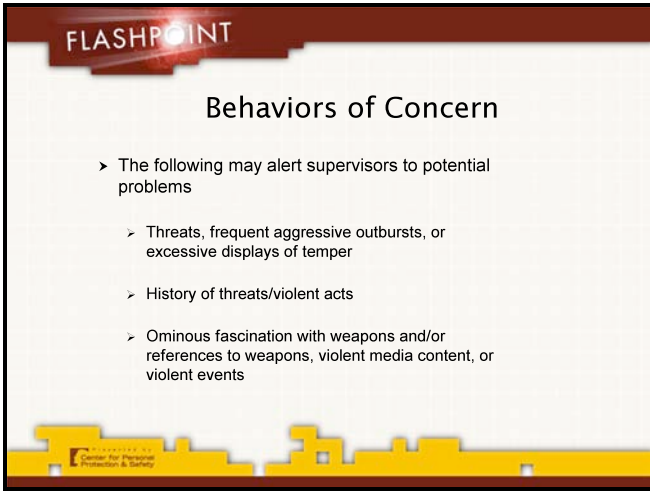 FLASHPOINT
Behaviors of Concern
The following may alert supervisors to potential
problems
Threats, frequent aggressive outbursts, or
excessive displays of temper
History of threats/violent acts
Ominous fascination with weapons and/or
references to weapons, violent media content, or
violent events
Presented by
Center for Personal
Protection & Safety